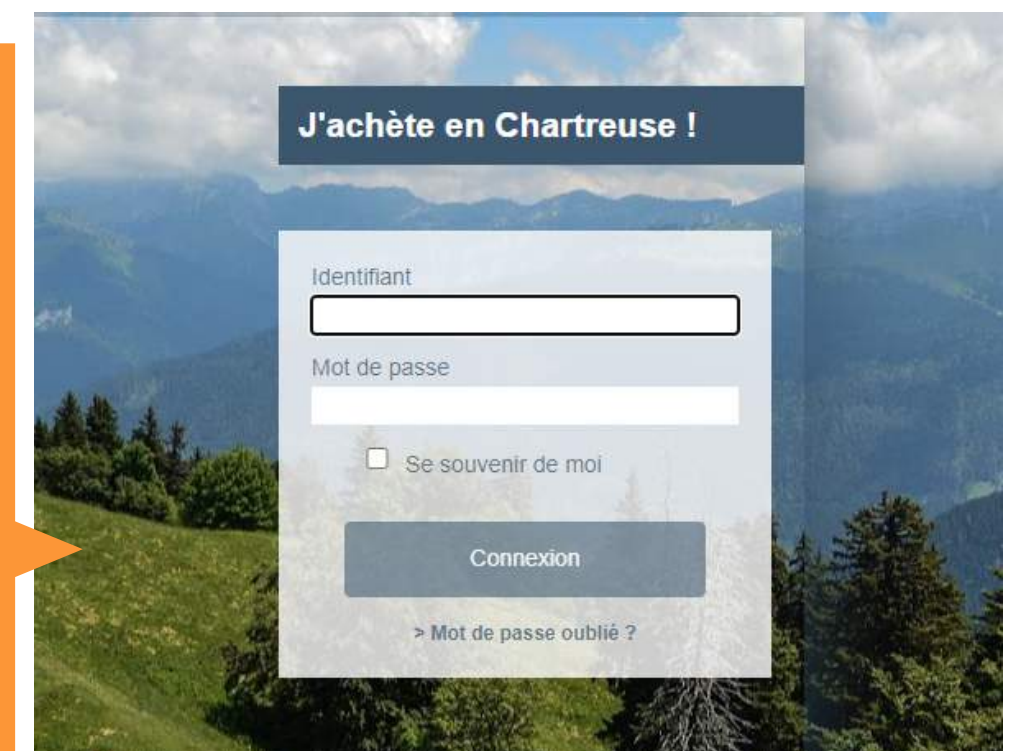 J'achète en Chartreuse !
Identifiant
Mot de passe
Se souvenir de moi
Connexion
> Mot de passe oublié ?